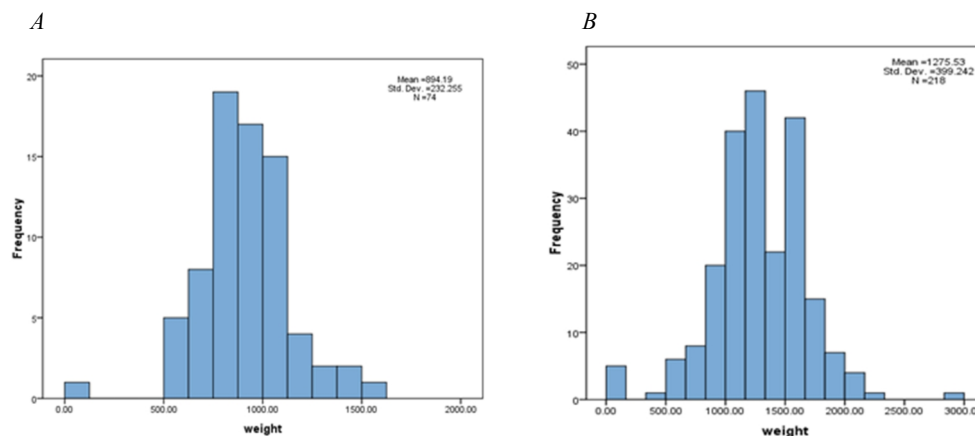 A
B
Mean =894.19
Std. Dev. =232.255
N =74
20
15
10
5
0
Frequency
0.00 500.00 1000.00 1500.00 2000.00
weight
Mean =1275.53
Std. Dev. =399.242
N =218
50
40
30
20
10
0
Frequency
0.00 500.00 1000.00 1500.00 2000.00 2500.00 3000.00
weight